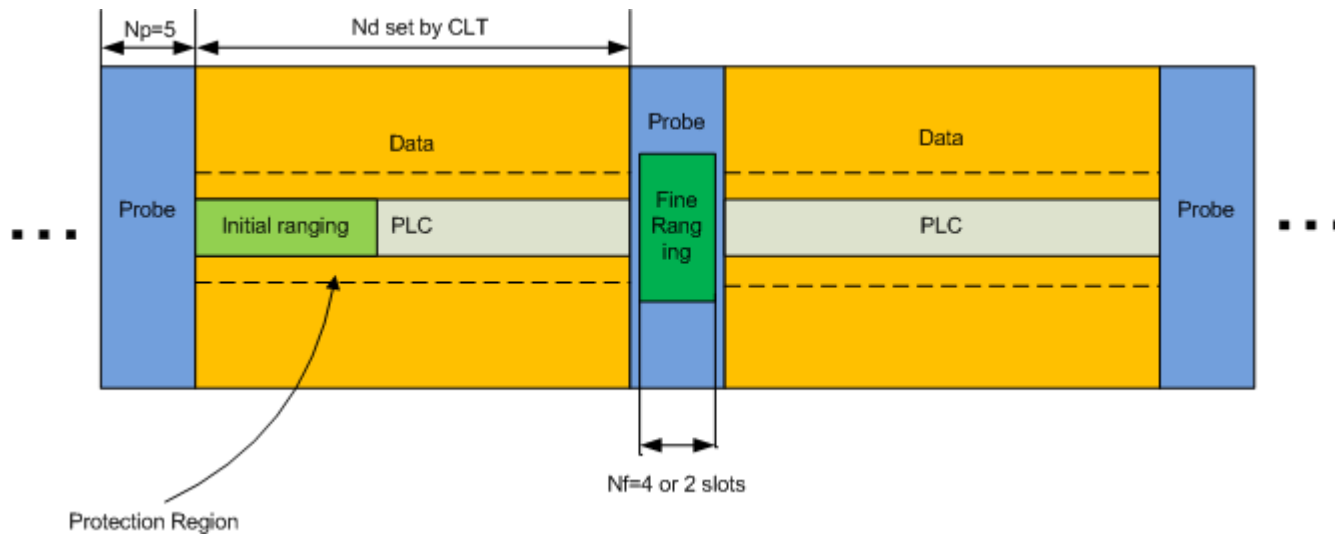 Np=5
Nd set by CLT
Probe
Data
Initial ranging
PLC
Probe
Fine
Rang
ing
Data
PLC
Probe
Nf=4 or 2 slots
Protection Region